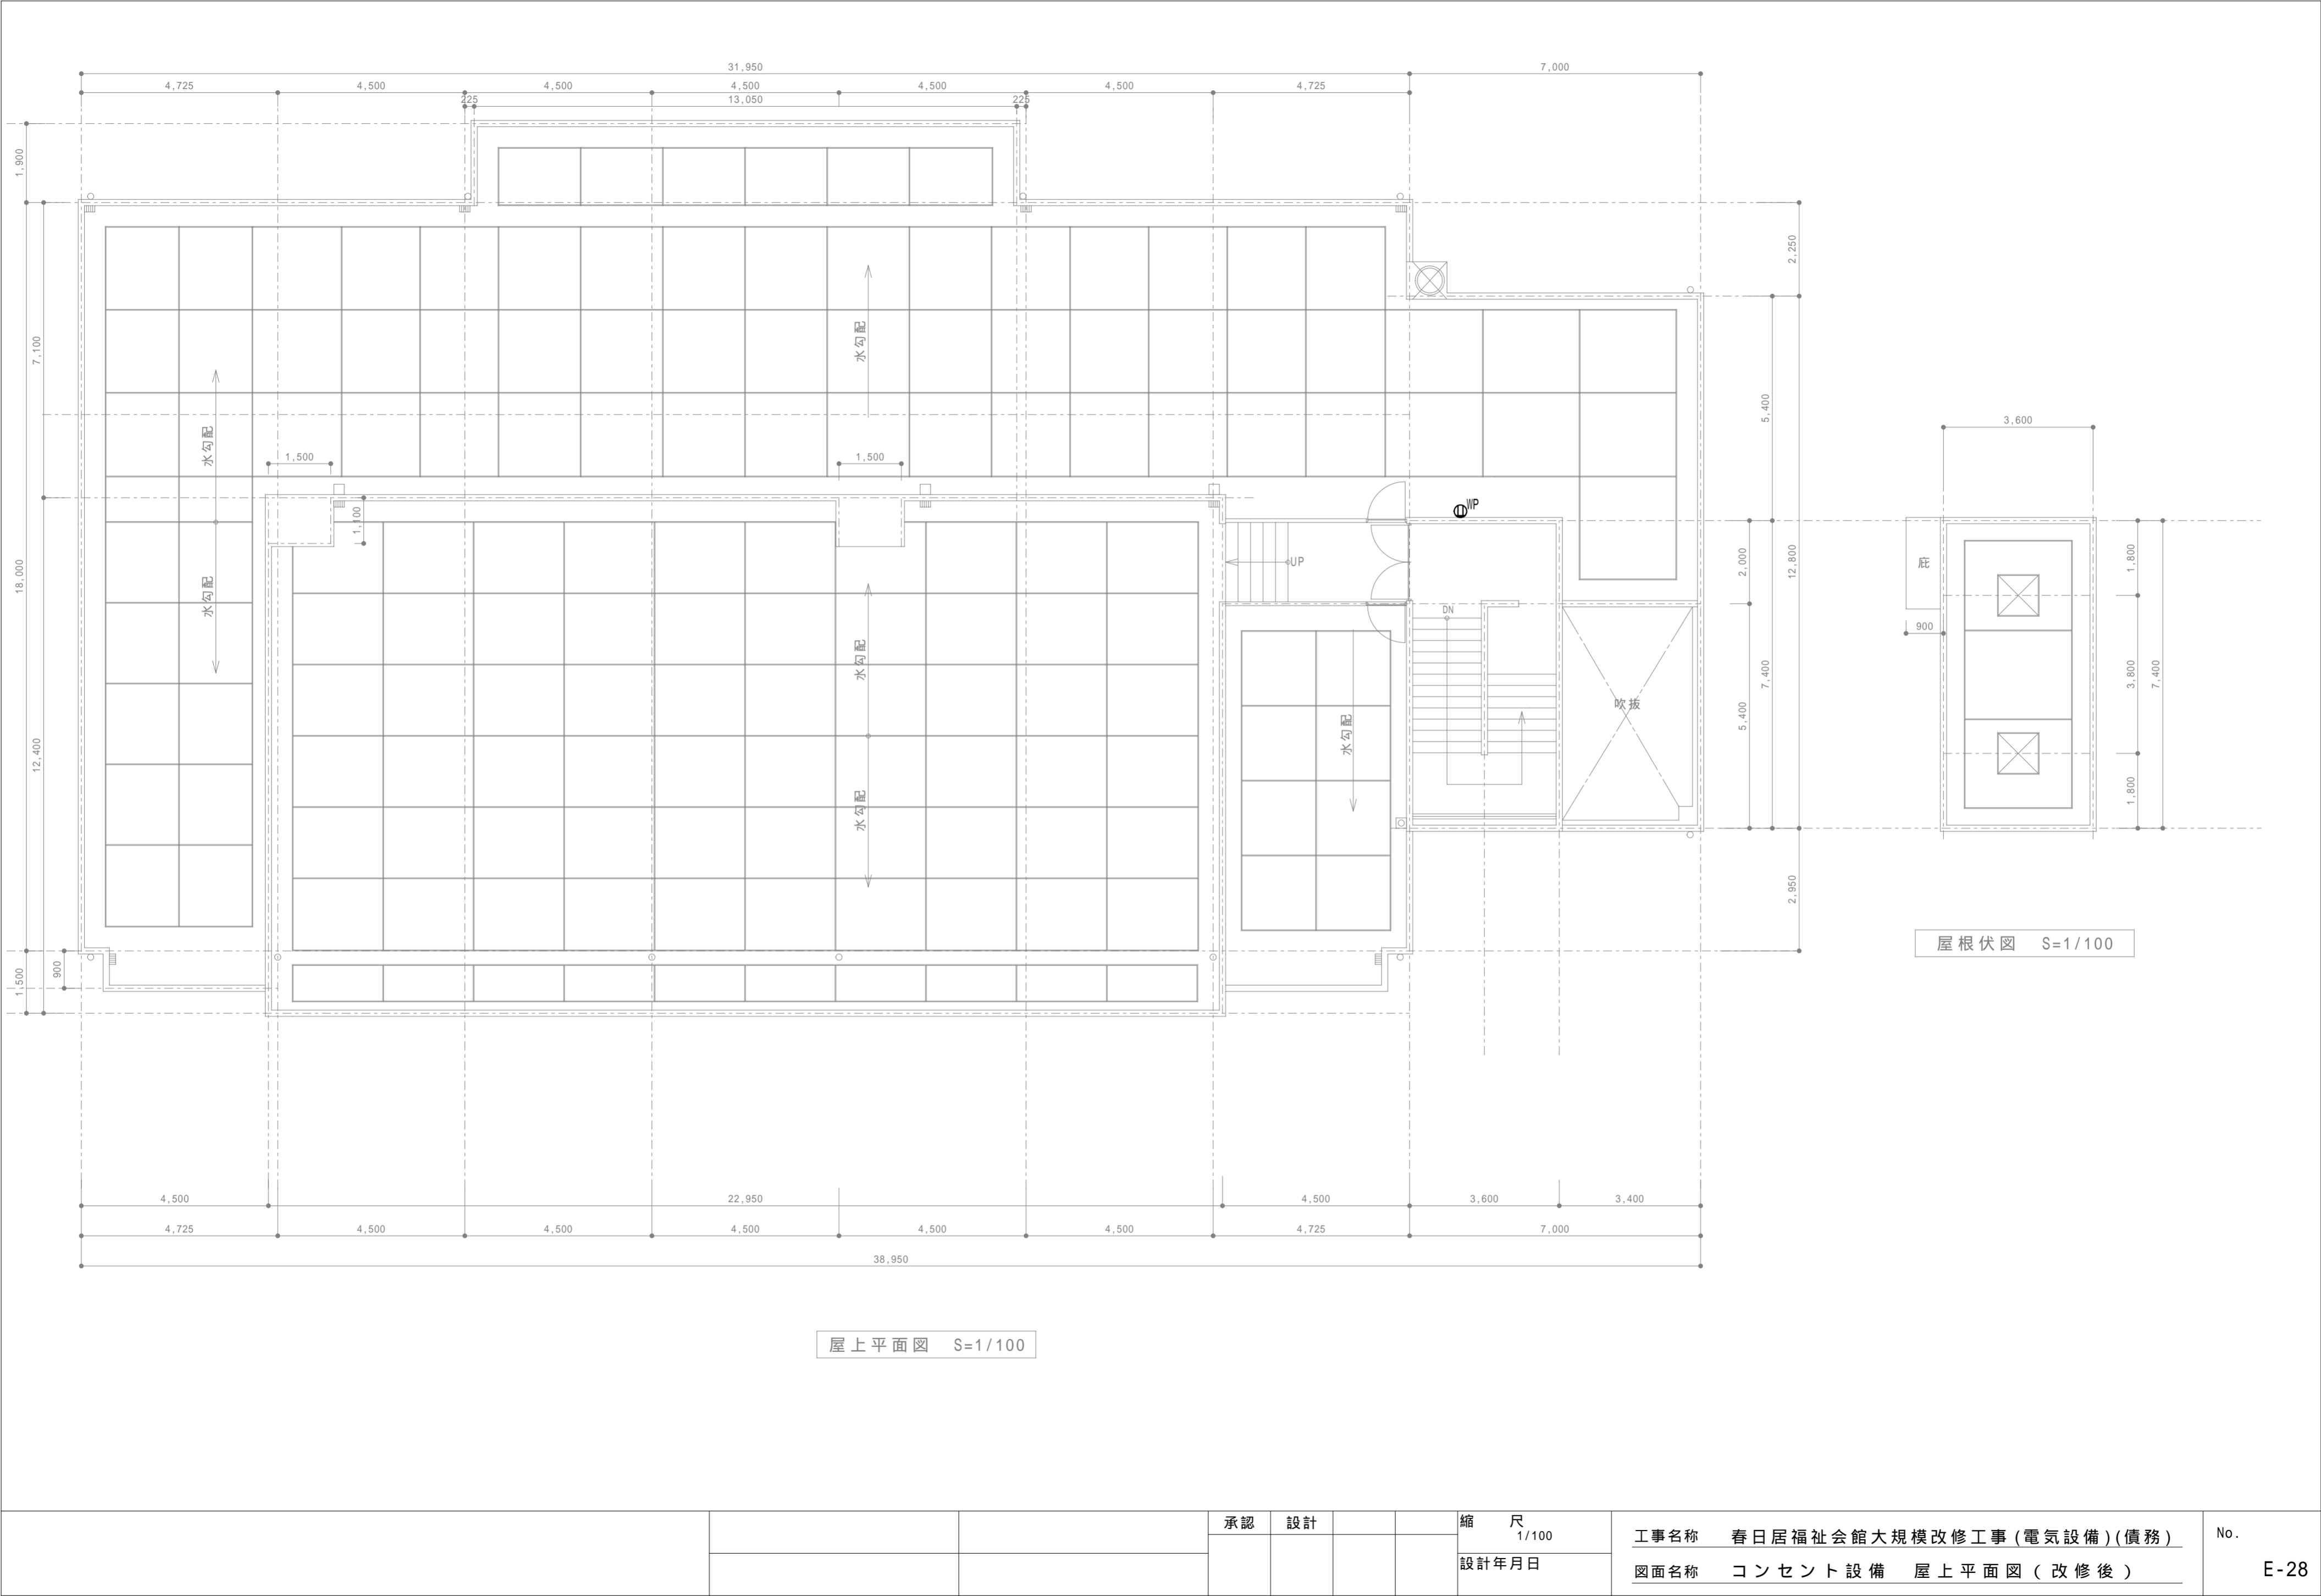 31,950 7,000
4,725 4,500 4,500 4,500 4,500 4,500 4,725
225 13,050 225
1,900
2,250
水勾配
7,100
5,400
3,600
水勾配
1,500 1,500
WP
1,100
UP
2,000
12,800
1,800
庇
18,000
水勾配
DN
900
水勾配
7,400
3,800
7,400
吹抜
5,400
水勾配
12,400
水勾配
1,800
2,950
屋根伏図 S=1/100
900
1,500
4,500 22,950 4,500 3,600 3,400
4,725 4,500 4,500 4,500 4,500 4,500 4,725 7,000
38,950
屋上平面図 S=1/100
承認 設計
縮 尺
1/100
設計年月日
工事名称 春日居福祉会館大規模改修工事(電気設備)(債務)
図面名称 コンセント設備 屋上平面図(改修後)
No.
E-28